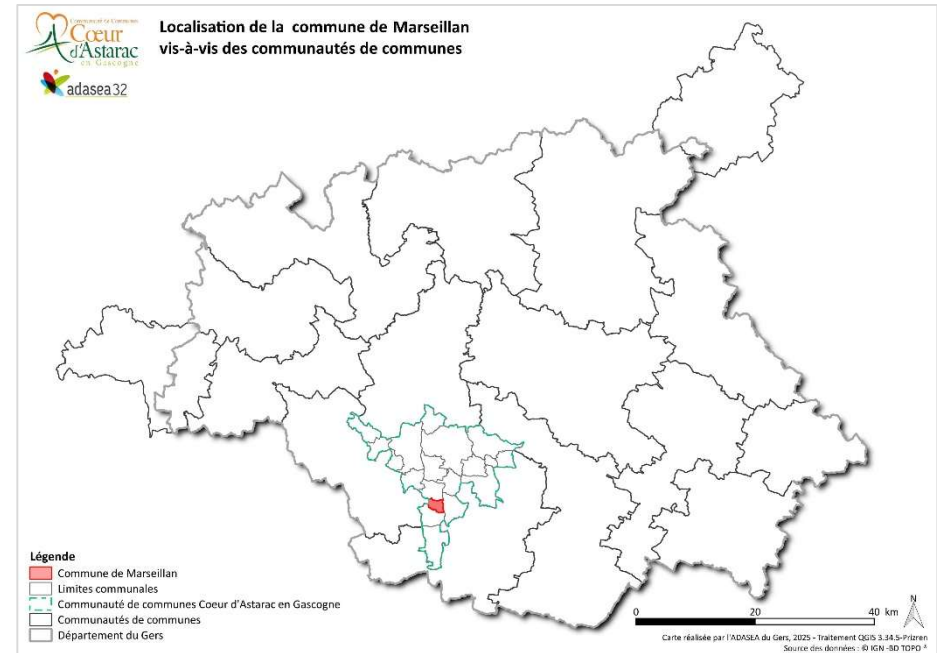 Communauté de Communes
Cœur
d'Astarac
en Gascogne
adasea32
Localisation de la commune de Marseillan
vis-à-vis des communautés de communes
Légende
Commune de Marseillan
Limites communales
Communauté de communes Coeur d'Astarac en Gascogne
Communautés de communes
Département du Gers
0 20 40 km
N
Carte réalisée par l'ADASEA du Gers, 2025 - Traitement QGIS 3.34.5-Prizren
Source des données : © IGN -BD TOPO ®